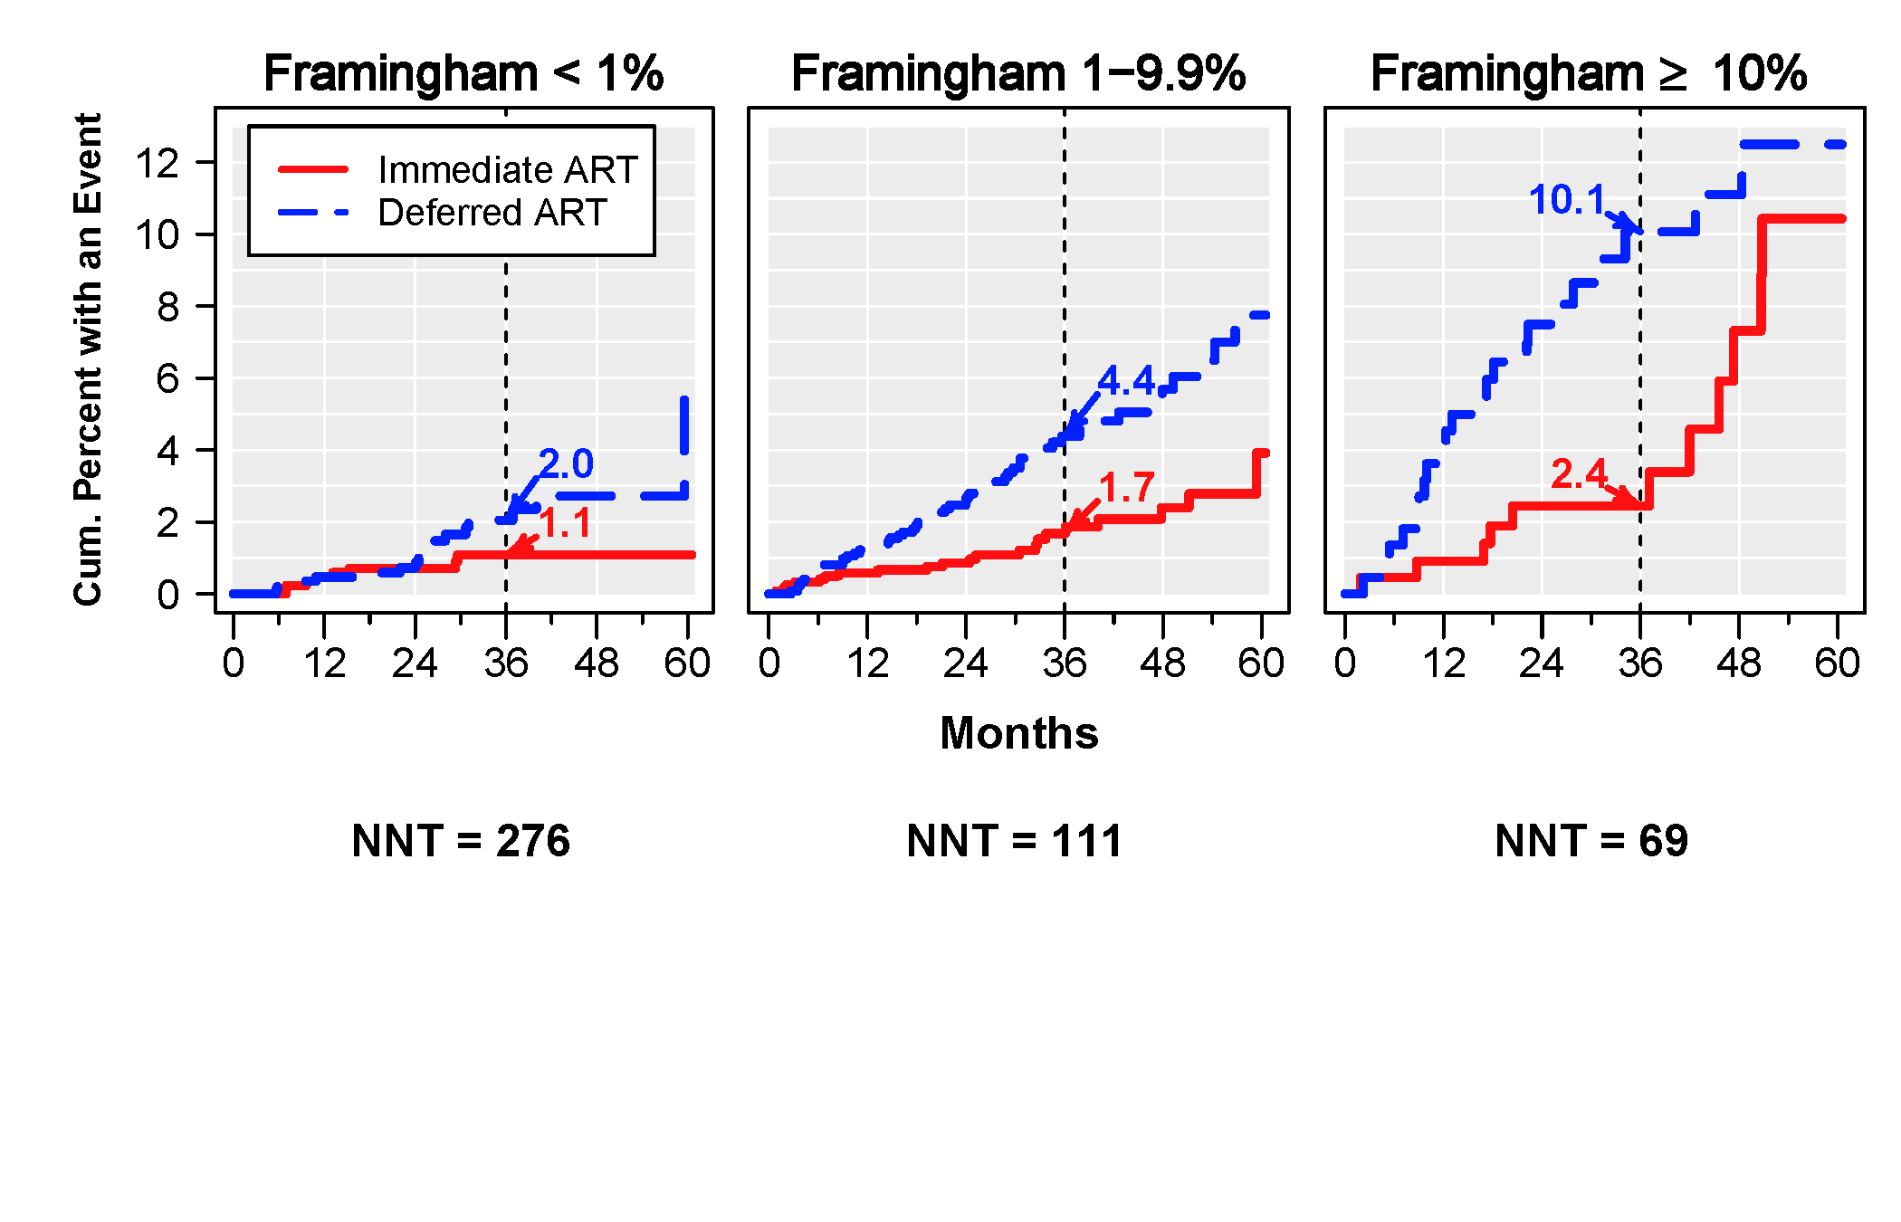 Framingham < 1%
Framingham 1−9.9%
Framingham ≥ 10%
Cum. Percent with an Event
Immediate ART
Deferred ART
12
10
8
6
4
2
0
2.0
1.1
4.4
1.7
10.1
2.4
0 12 24 36 48 60
0 12 24 36 48 60
0 12 24 36 48 60
Months
NNT = 276
NNT = 111
NNT = 69